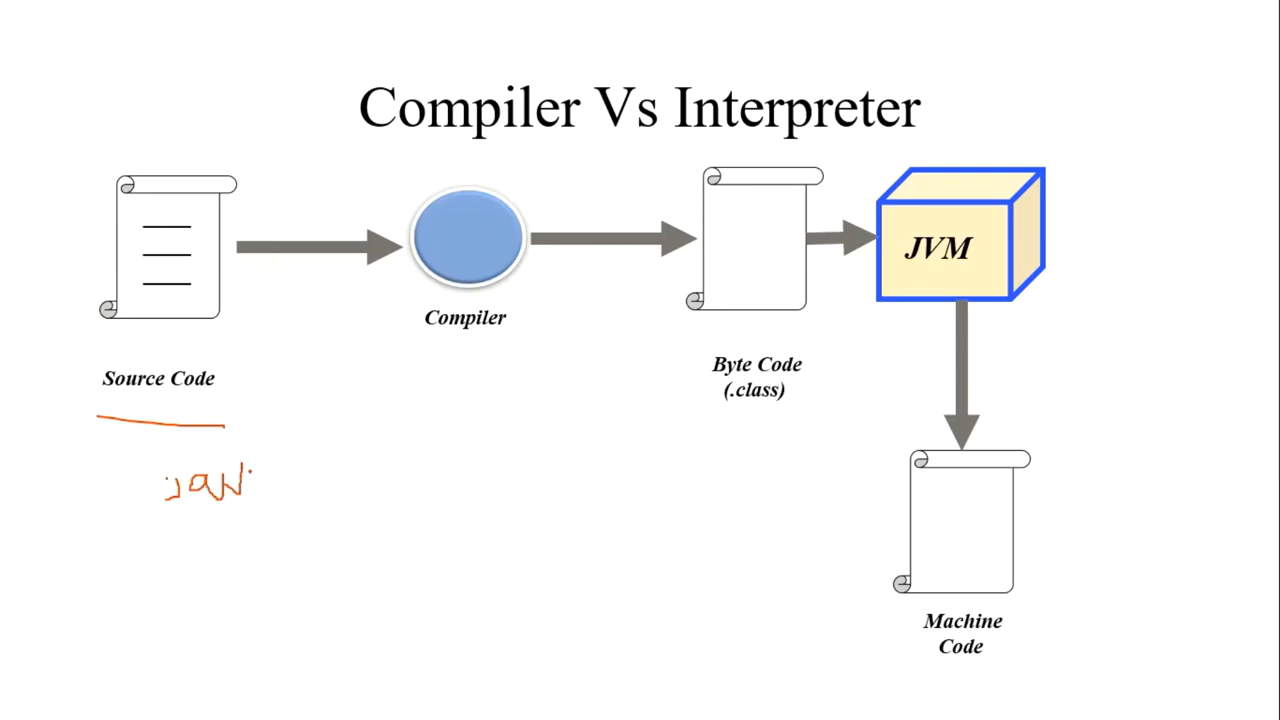 Compiler Vs Interpreter
JVM
Compiler
Byte Code
(.class)
Source Code
Machine
Code